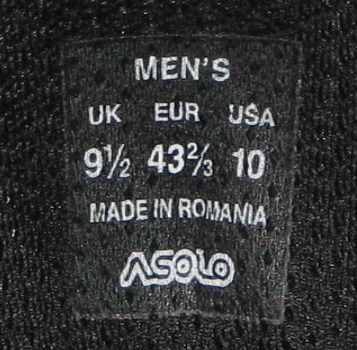 MEN'S
UK EUR USA
9½ 43⅔ 10
MADE IN ROMANIA
ASOLO